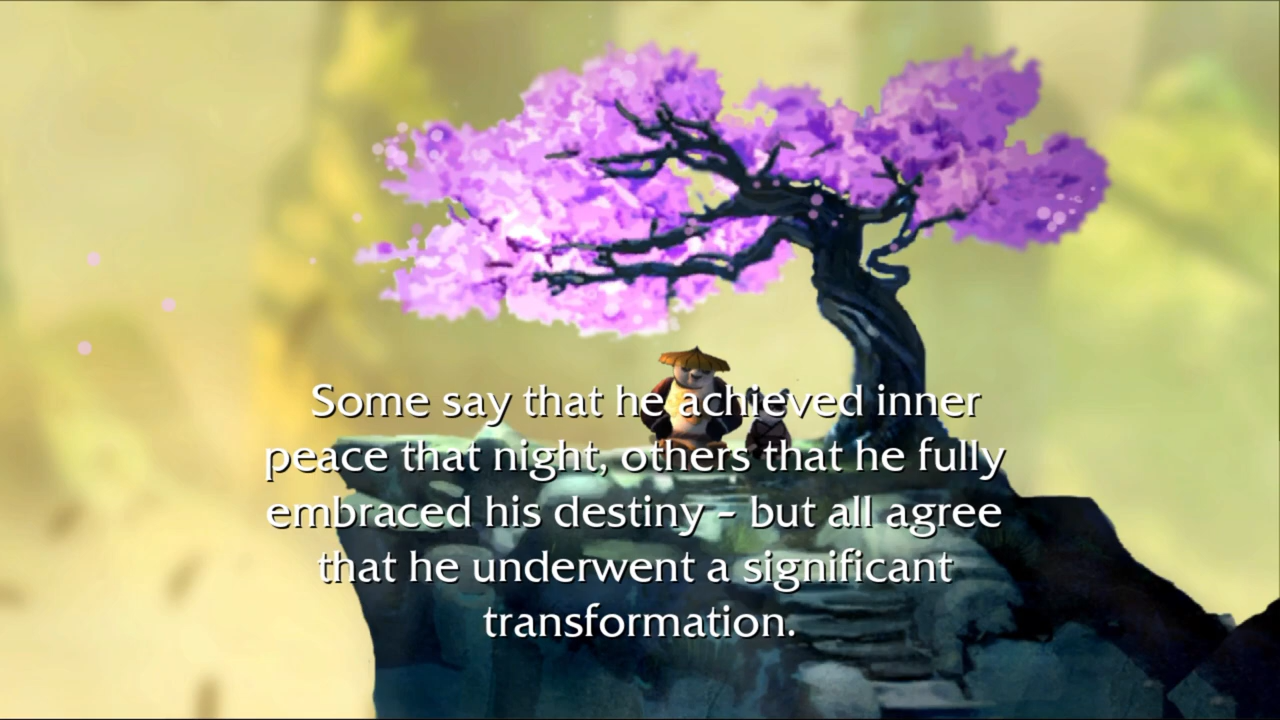 Some say that he achieved inner
peace that night, others that he fully
embraced his destiny - but all agree
that he underwent a significant
transformation.